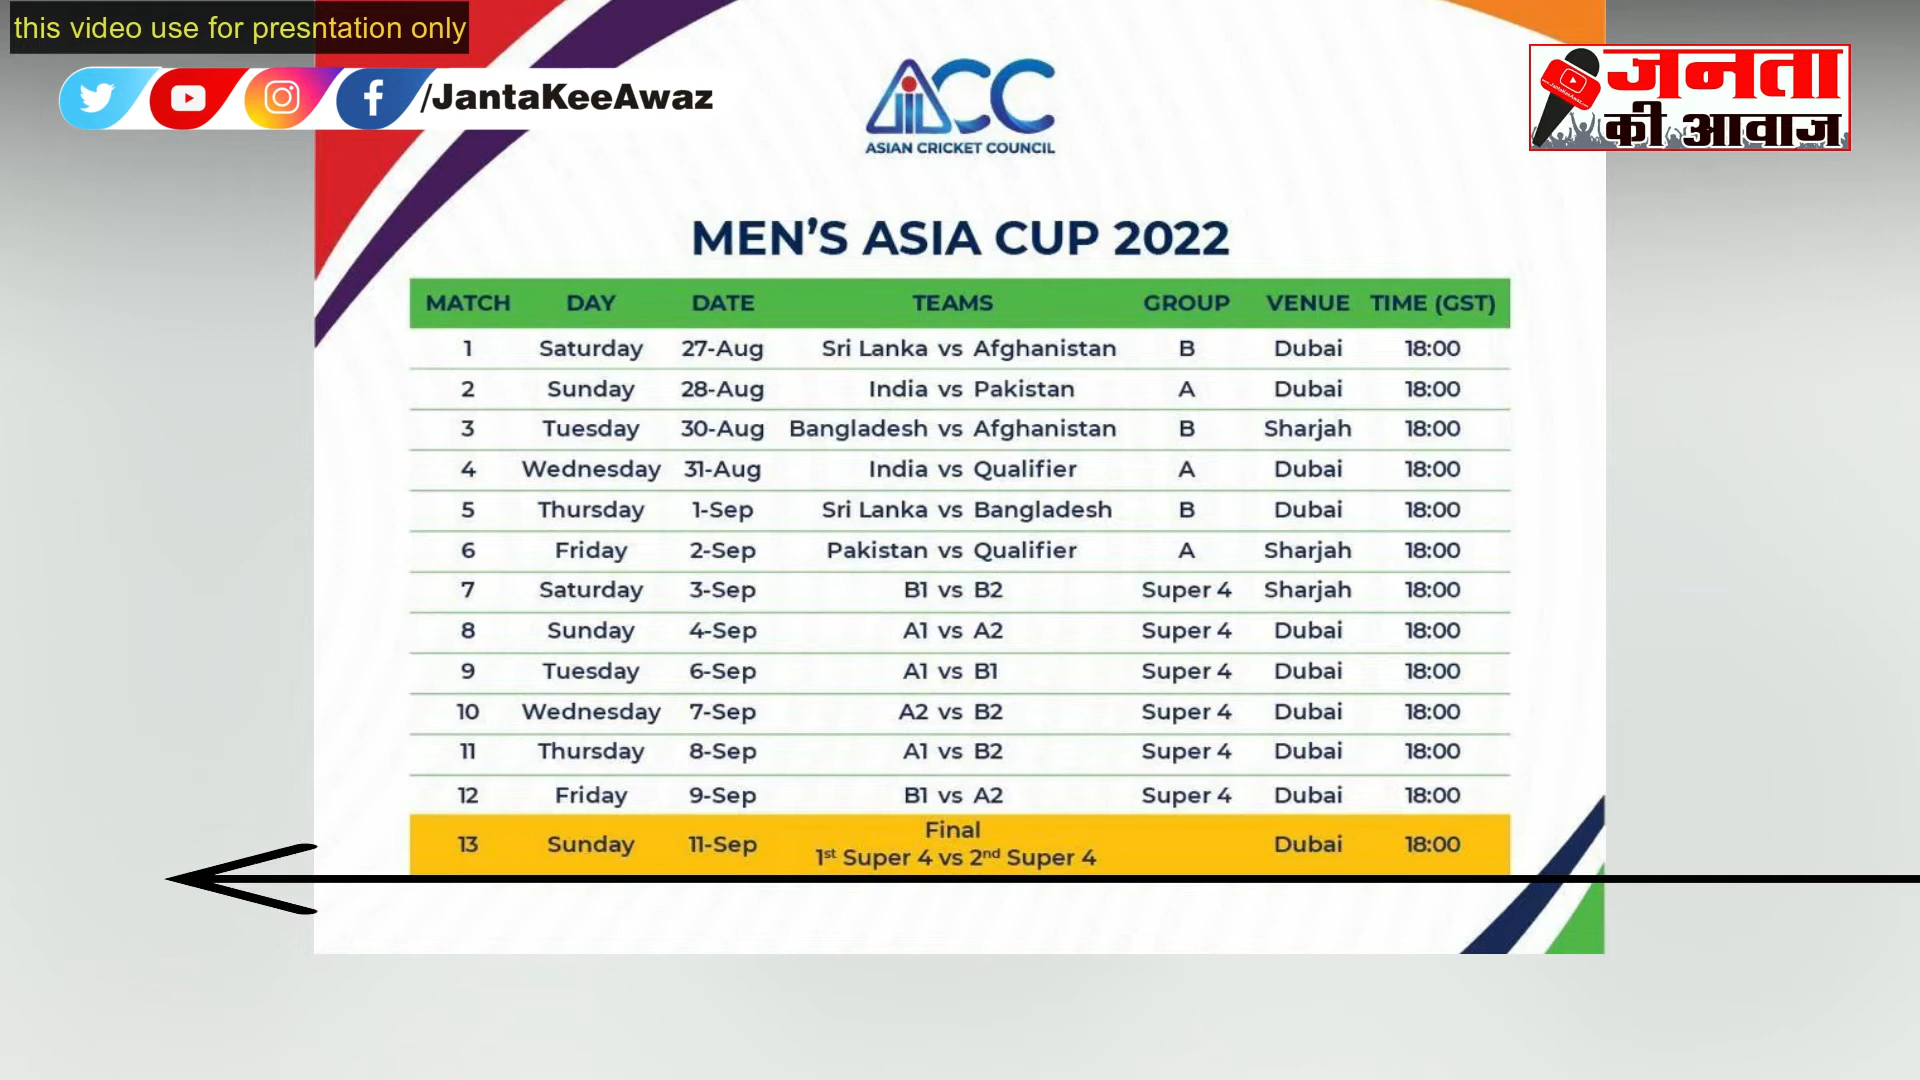 this video use for presntation only
/JantaKeeAwaz
जनता
की आवाज
ACC
ASIAN CRICKET COUNCIL
MEN'S ASIA CUP 2022
MATCH DAY DATE TEAMS GROUP VENUE TIME (GST)
1 Saturday 27-Aug Sri Lanka vs Afghanistan B Dubai 18:00
2 Sunday 28-Aug India vs Pakistan A Dubai 18:00
3 Tuesday 30-Aug Bangladesh vs Afghanistan B Sharjah 18:00
4 Wednesday 31-Aug India vs Qualifier A Dubai 18:00
5 Thursday 1-Sep Sri Lanka vs Bangladesh B Dubai 18:00
6 Friday 2-Sep Pakistan vs Qualifier A Sharjah 18:00
7 Saturday 3-Sep B1 vs B2 Super 4 Sharjah 18:00
8 Sunday 4-Sep A1 vs A2 Super 4 Dubai 18:00
9 Tuesday 6-Sep A1 vs B1 Super 4 Dubai 18:00
10 Wednesday 7-Sep A2 vs B2 Super 4 Dubai 18:00
11 Thursday 8-Sep A1 vs B2 Super 4 Dubai 18:00
12 Friday 9-Sep B1 vs A2 Super 4 Dubai 18:00
13 Sunday 11-Sep Final Dubai 18:00
1st Super 4 vs 2nd Super 4